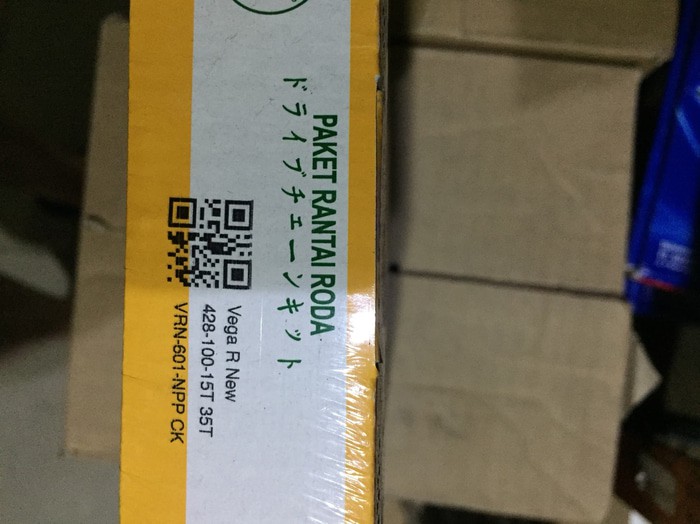 PAKET RANTAI RODA
ドライブチェーンキット
Vega R New
428-100-15T 35T
VRN-601-NPP CK